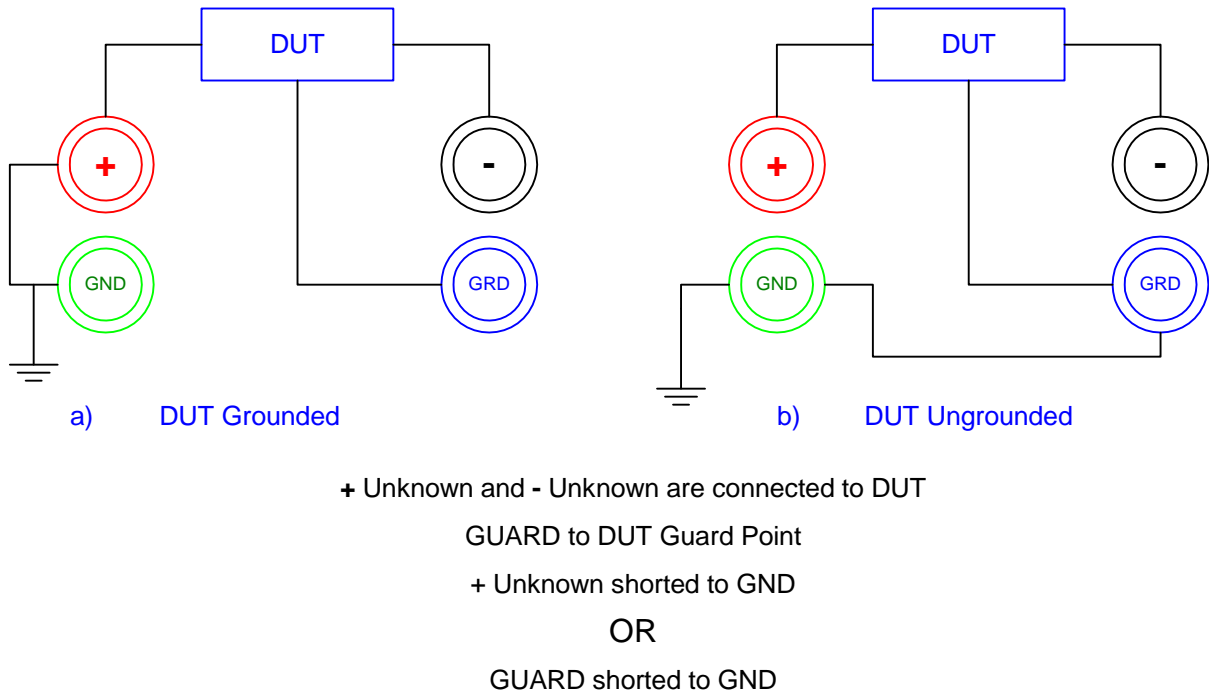 DUT
DUT
+
-
+
-
GND
GRD
GND
GRD
a) DUT Grounded
b) DUT Ungrounded
+ Unknown and - Unknown are connected to DUT
GUARD to DUT Guard Point
+ Unknown shorted to GND
OR
GUARD shorted to GND